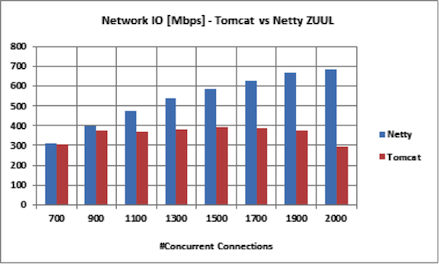 Network IO [Mbps] - Tomcat vs Netty ZUUL
800
700
600
500
400
300
200
100
0
700 900 1100 1300 1500 1700 1900 2000
Netty
Tomcat
#Concurrent Connections